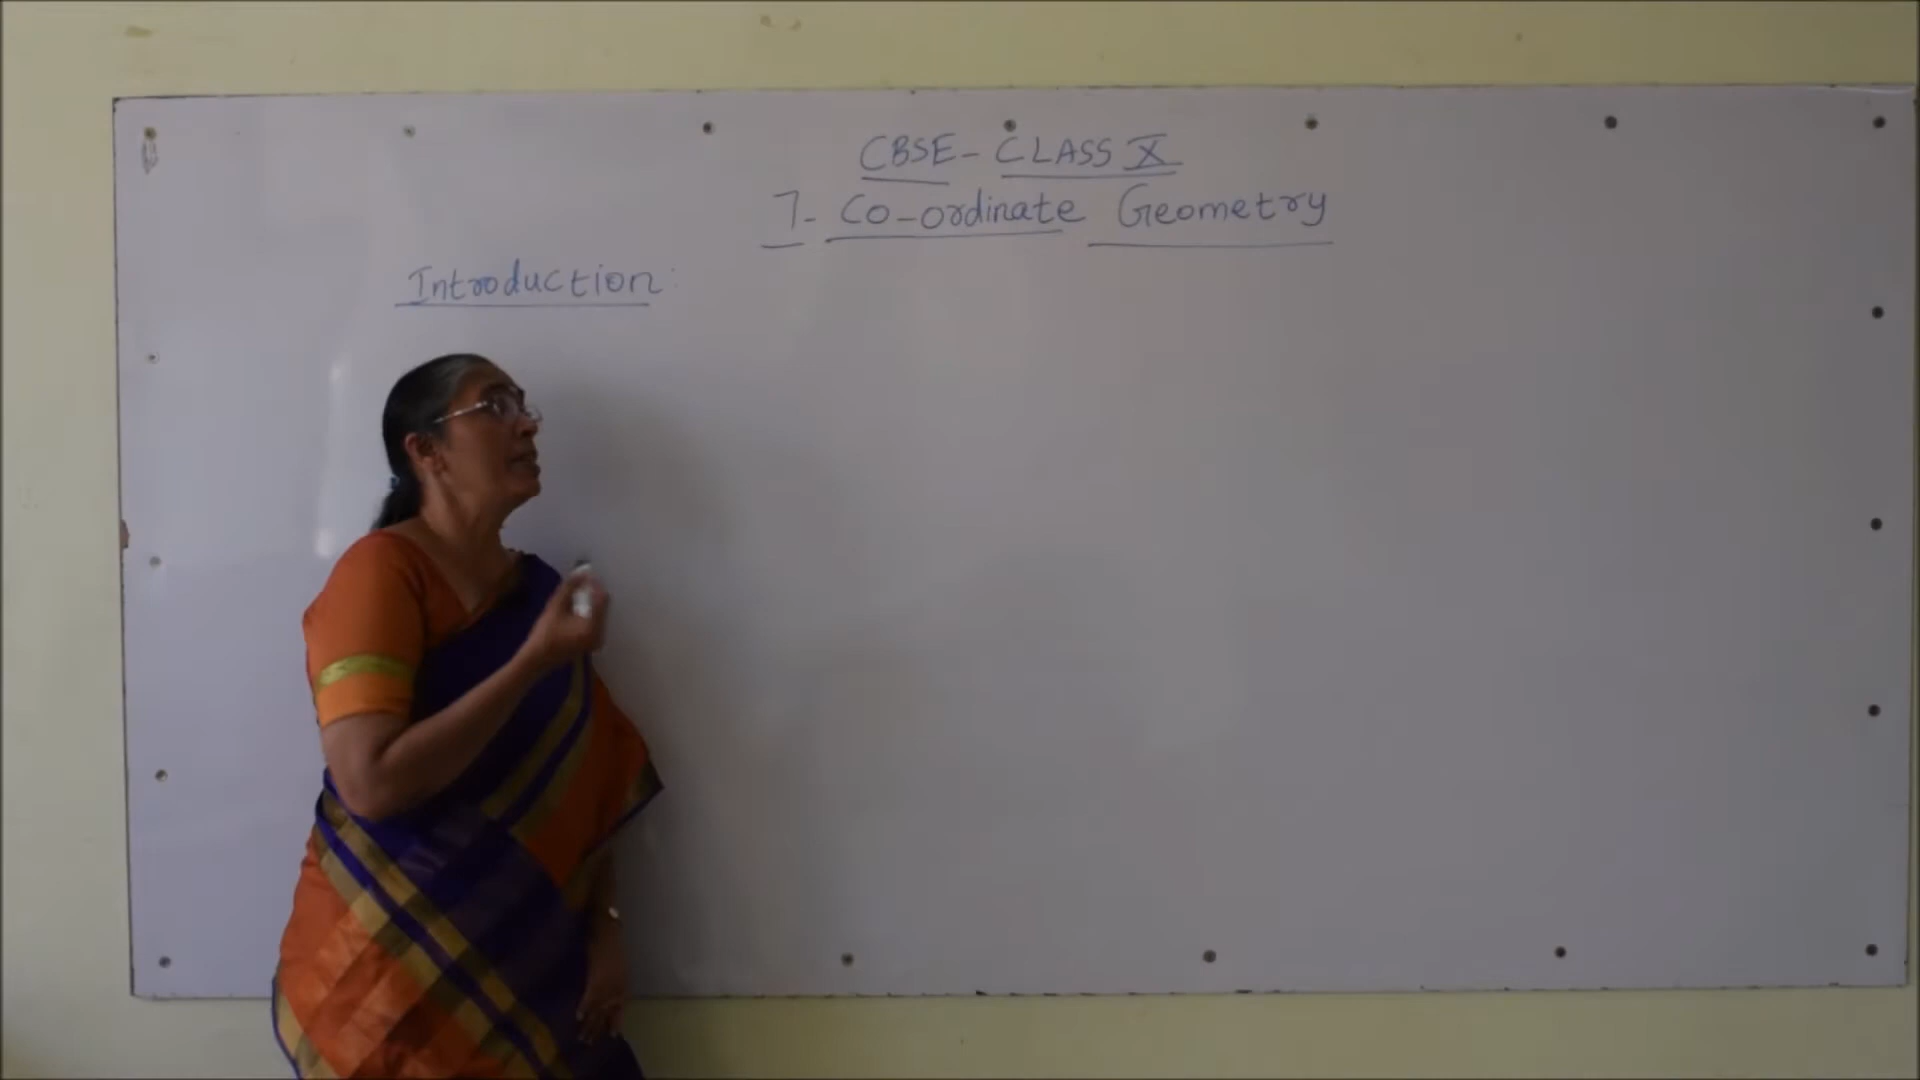 CBSE - CLASS X
7 - Co-ordinate Geometry
Introduction: